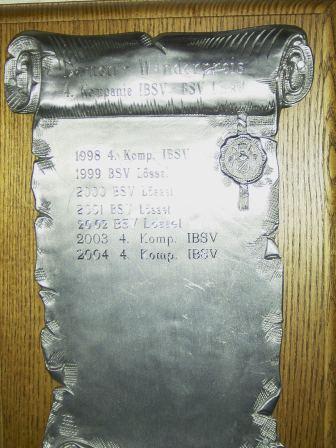 Wanderpreis
4. Kompanie IBSV - BSV Lössel
1998 4. Komp. IBSV
1999 BSV Lössel
2000 BSV Lössel
2001 BSV Lössel
2002 BSV Lössel
2003 4. Komp. IBSV
2004 4. Komp. IBSV